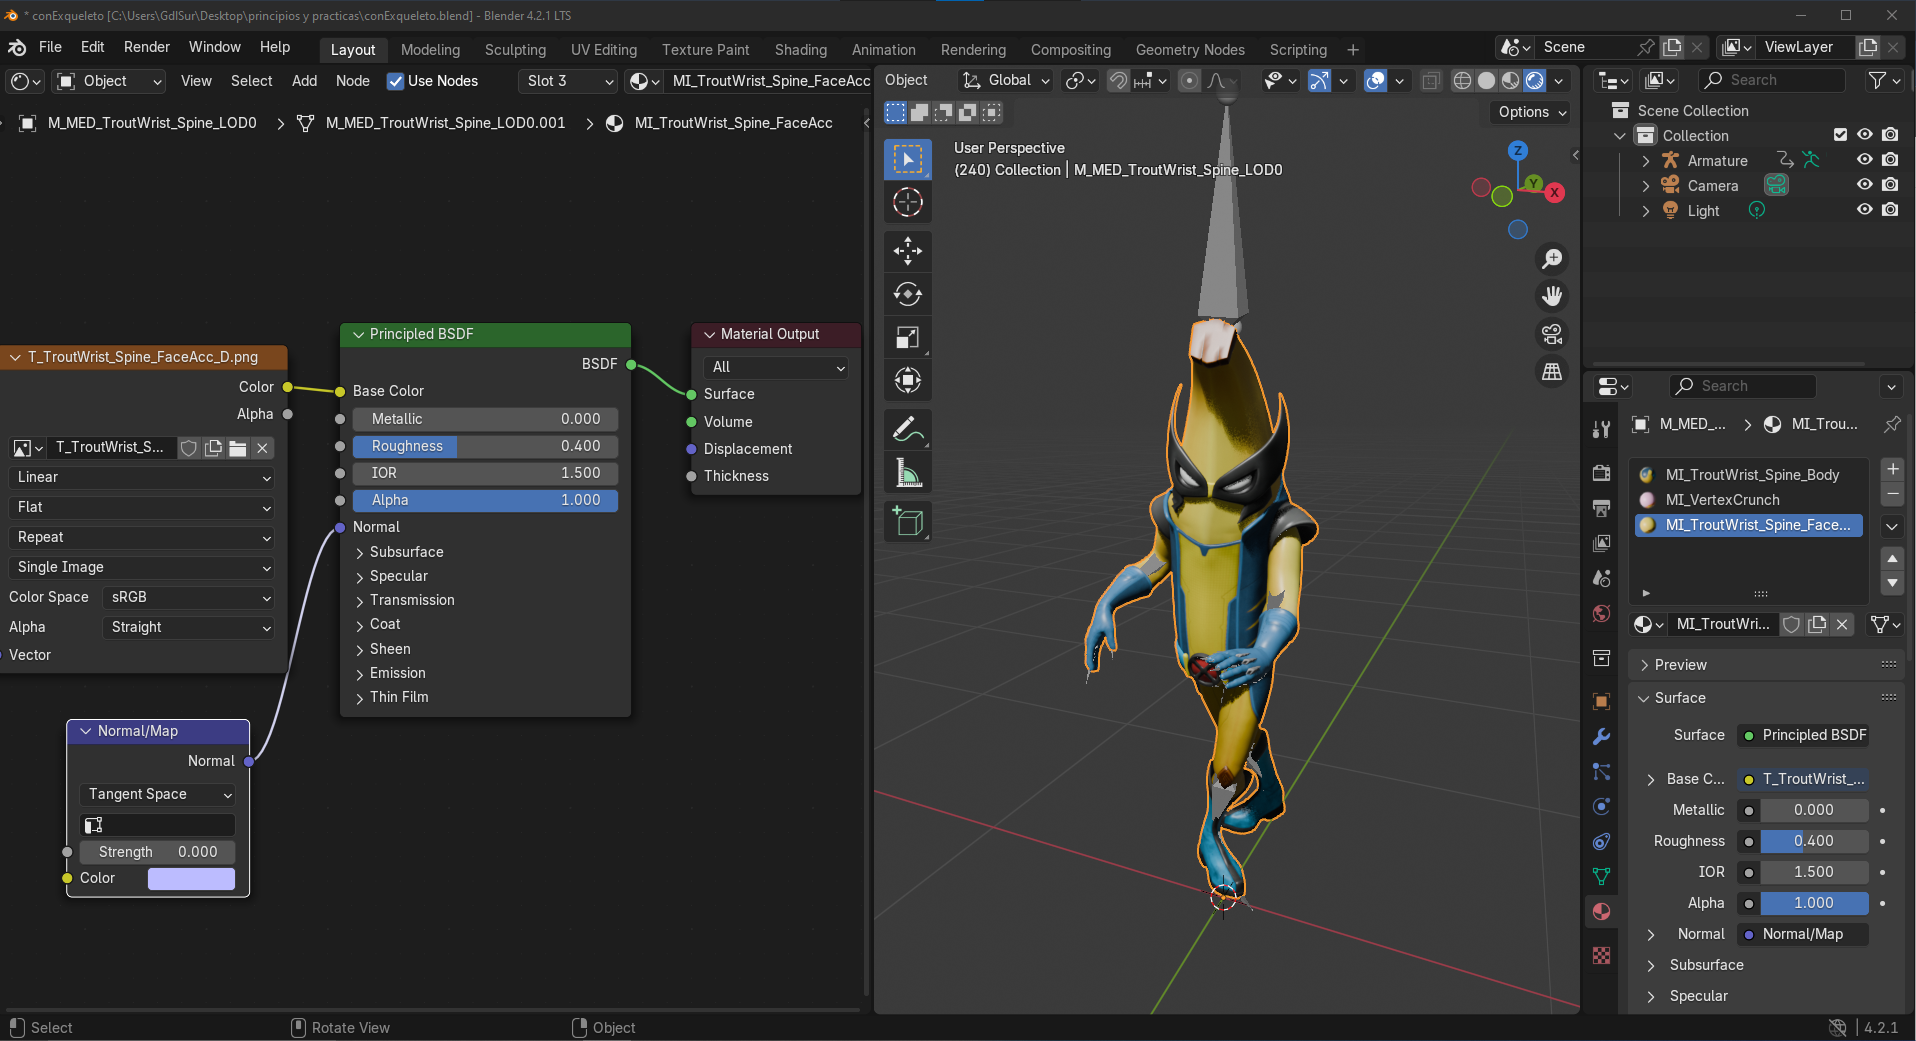 * conExqueleto [C:\Users\GdlSur\Desktop\principios y practicas\conExqueleto.blend] - Blender 4.2.1 LTS
File Edit Render Window Help
Layout Modeling Sculpting UV Editing Texture Paint Shading Animation Rendering Compositing Geometry Nodes Scripting
Scene
ViewLayer
Object View Select Add Node Use Nodes Slot 3 MI_TroutWrist_Spine_FaceAcc
M_MED_TroutWrist_Spine_LOD0 > M_MED_TroutWrist_Spine_LOD0.001 > MI_TroutWrist_Spine_FaceAcc
T_TroutWrist_Spine_FaceAcc_D.png
Color
Alpha
T_TroutWrist_S...
Linear
Flat
Repeat
Single Image
Color Space sRGB
Alpha Straight
Vector
Normal/Map
Normal
Tangent Space
Strength 0.000
Color
Principled BSDF
BSDF
Base Color
Metallic 0.000
Roughness 0.400
IOR 1.500
Alpha 1.000
Normal
Subsurface
Specular
Transmission
Coat
Sheen
Emission
Thin Film
Material Output
All
Surface
Volume
Displacement
Thickness
Object Global
Options
User Perspective
(240) Collection | M_MED_TroutWrist_Spine_LOD0
Z
Y
X
Search
Scene Collection
Collection
Armature
Camera
Light
Search
M_MED_... > MI_Trou...
MI_TroutWrist_Spine_Body
MI_VertexCrunch
MI_TroutWrist_Spine_Face...
MI_TroutWri...
Preview
Surface
Surface Principled BSDF
Base C... T_TroutWrist_...
Metallic 0.000
Roughness 0.400
IOR 1.500
Alpha 1.000
Normal Normal/Map
Subsurface
Specular
Select Rotate View Object 4.2.1